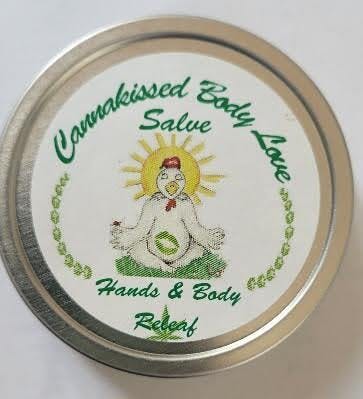 Cannakissed Body Love
Salve
Hands & Body
Releaf